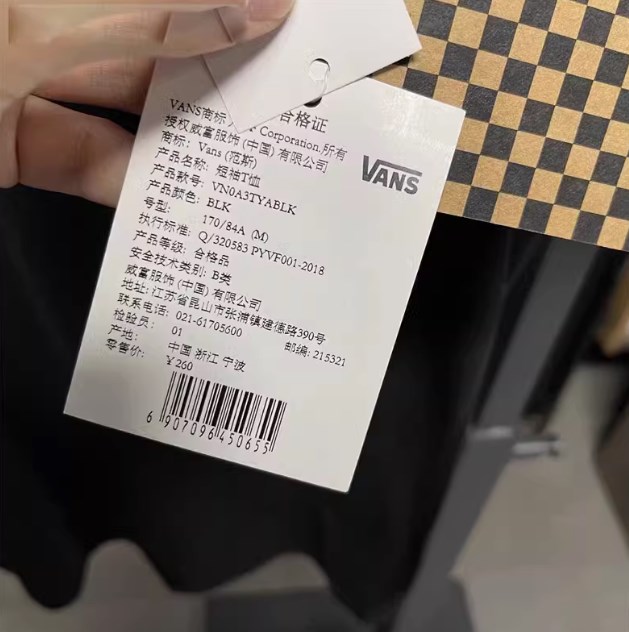 合格证
VANS商标 Corporation.所有
授权威富服饰 (中国) 有限公司
VANS
商标: Vans (范斯)
产品名称: 短袖T恤
产品款号: VN0A3TYABLK
产品颜色: BLK
号型: 170/84A (M)
执行标准: Q/320583 PYVF001-2018
产品等级: 合格品
安全技术类别: B类
威富服饰 (中国) 有限公司
地址: 江苏省昆山市张浦镇建德路390号
联系电话: 021-61705600 邮编: 215321
检验员: 01
产地: 中国 浙江 宁波
零售价: ¥260
6 907096 450655